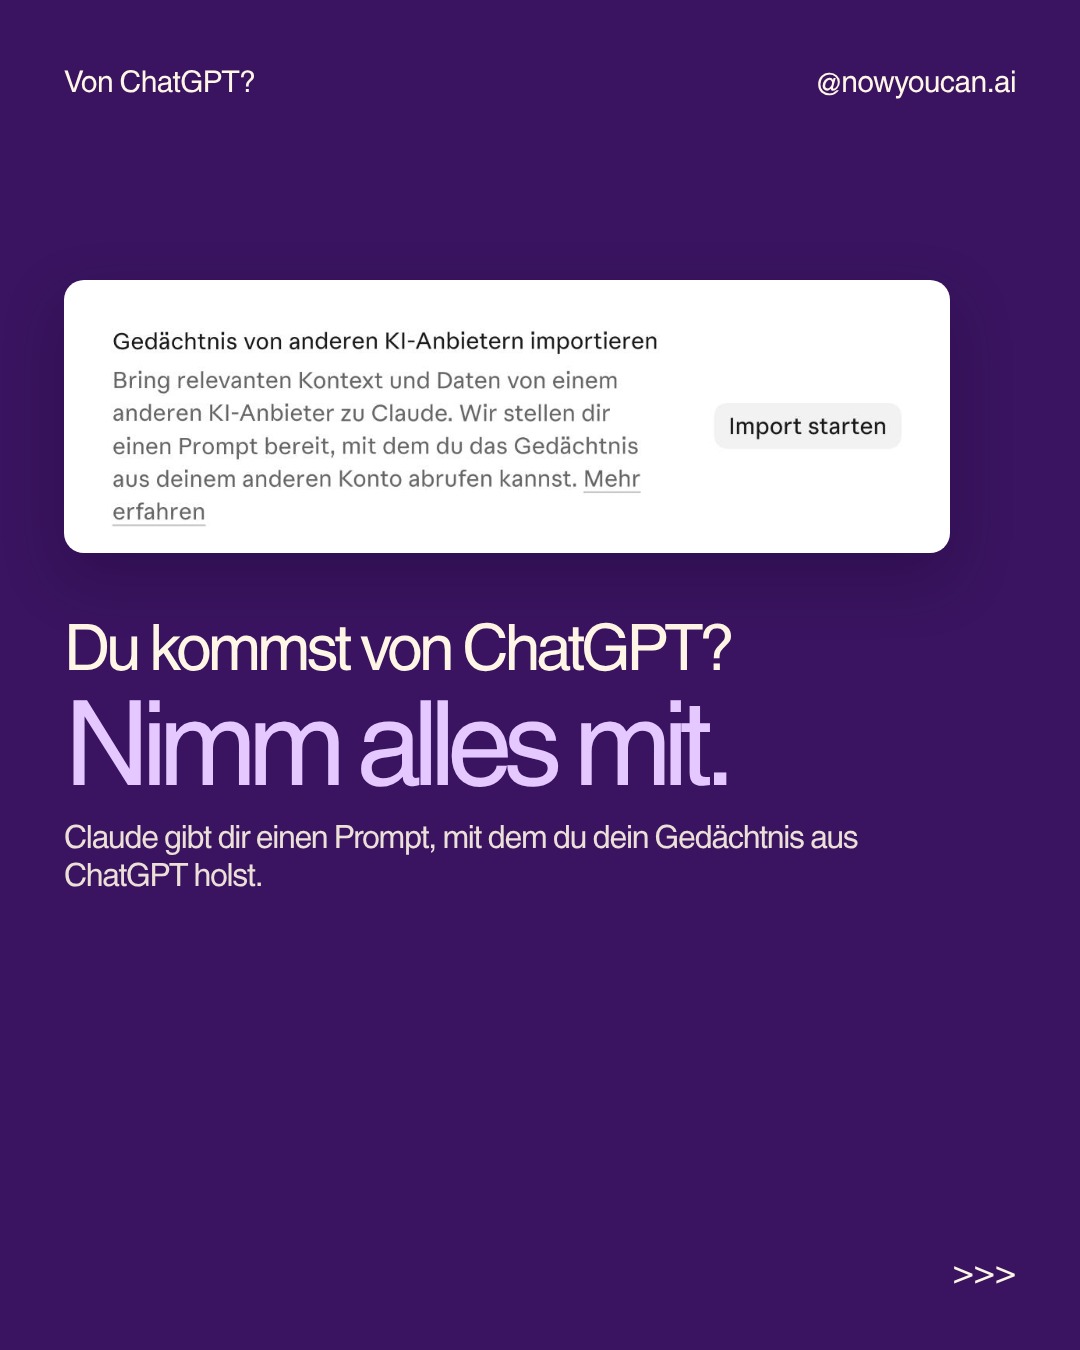 Von ChatGPT?
@nowyoucan.ai
Gedächtnis von anderen KI-Anbietern importieren
Bring relevanten Kontext und Daten von einem
anderen KI-Anbieter zu Claude. Wir stellen dir
einen Prompt bereit, mit dem du das Gedächtnis
aus deinem anderen Konto abrufen kannst. Mehr
erfahren
Import starten
Du kommst von ChatGPT?
Nimm alles mit.
Claude gibt dir einen Prompt, mit dem du dein Gedächtnis aus
ChatGPT holst.
>>>